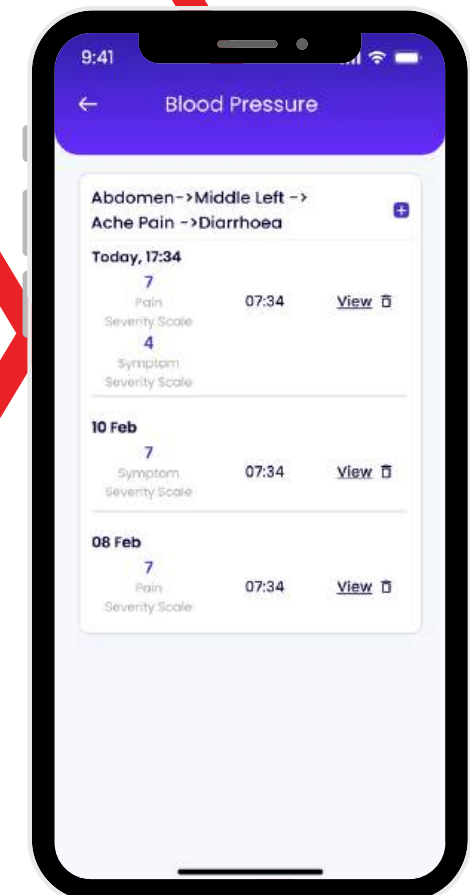 9:41
Blood Pressure
Abdomen->Middle Left ->
Ache Pain ->Diarrhoea
Today, 17:34
7
Pain
Severity Scale
07:34
View
4
Symptom
Severity Scale
10 Feb
7
Symptom
Severity Scale
07:34
View
08 Feb
7
Pain
Severity Scale
07:34
View